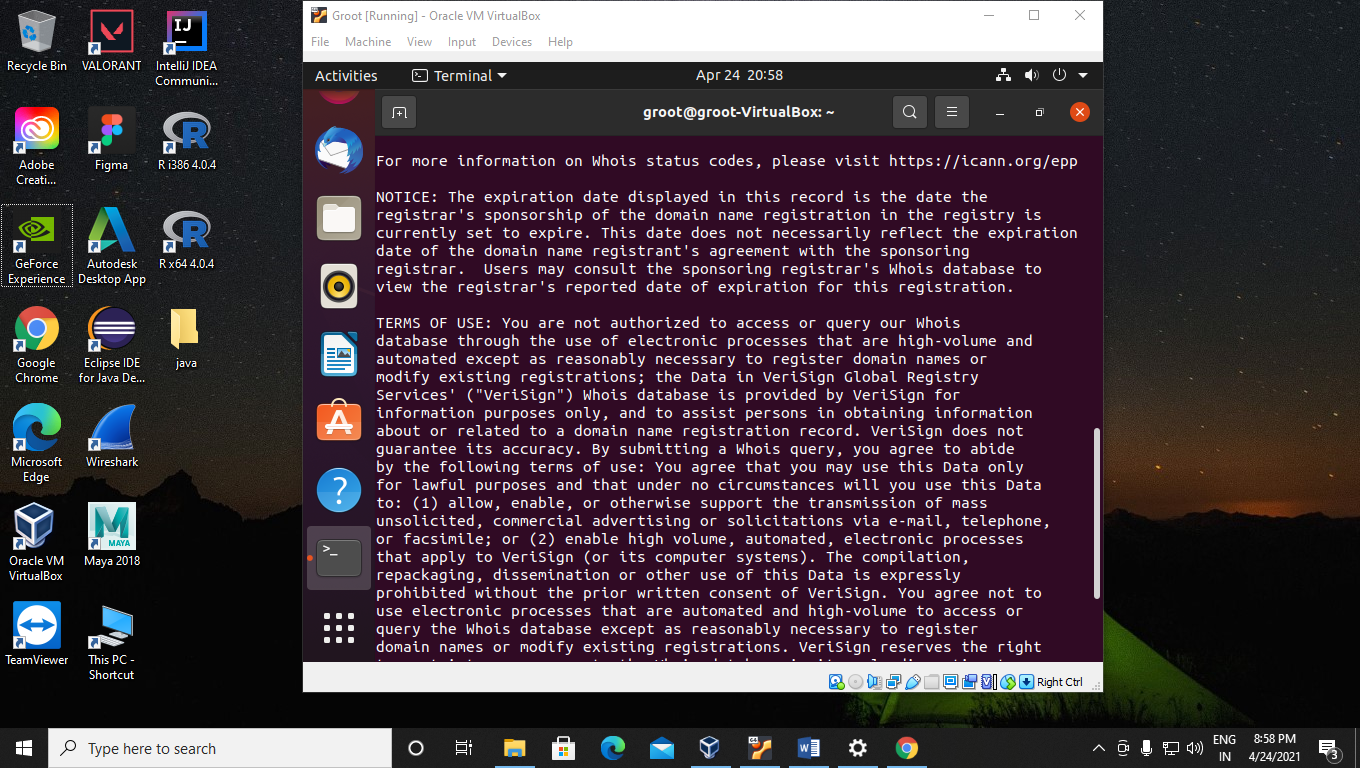 Recycle Bin
VALORANT
IntelliJ IDEA
Communi...
Adobe
Creati...
Figma
R i386 4.0.4
GeForce
Experience
Autodesk
Desktop App
R x64 4.0.4
Google
Chrome
Eclipse IDE
for Java De...
java
Microsoft
Edge
Wireshark
Oracle VM
VirtualBox
MAYA
Maya 2018
TeamViewer
This PC -
Shortcut
Groot [Running] - Oracle VM VirtualBox
File Machine View Input Devices Help
Activities Terminal Apr 24 20:58
groot@groot-VirtualBox: ~
For more information on Whois status codes, please visit https://icann.org/epp
NOTICE: The expiration date displayed in this record is the date the
registrar's sponsorship of the domain name registration in the registry is
currently set to expire. This date does not necessarily reflect the expiration
date of the domain name registrant's agreement with the sponsoring
registrar.  Users may consult the sponsoring registrar's Whois database to
view the registrar's reported date of expiration for this registration.
TERMS OF USE: You are not authorized to access or query our Whois
database through the use of electronic processes that are high-volume and
automated except as reasonably necessary to register domain names or
modify existing registrations; the Data in VeriSign Global Registry
Services' ("VeriSign") Whois database is provided by VeriSign for
information purposes only, and to assist persons in obtaining information
about or related to a domain name registration record. VeriSign does not
guarantee its accuracy. By submitting a Whois query, you agree to abide
by the following terms of use: You agree that you may use this Data only
for lawful purposes and that under no circumstances will you use this Data
to: (1) allow, enable, or otherwise support the transmission of mass
unsolicited, commercial advertising or solicitations via e-mail, telephone,
or facsimile; or (2) enable high volume, automated, electronic processes
that apply to VeriSign (or its computer systems). The compilation,
repackaging, dissemination or other use of this Data is expressly
prohibited without the prior written consent of VeriSign. You agree not to
use electronic processes that are automated and high-volume to access or
query the Whois database except as reasonably necessary to register
domain names or modify existing registrations. VeriSign reserves the right
Right Ctrl
Type here to search
ENG
IN
8:58 PM
4/24/2021
3